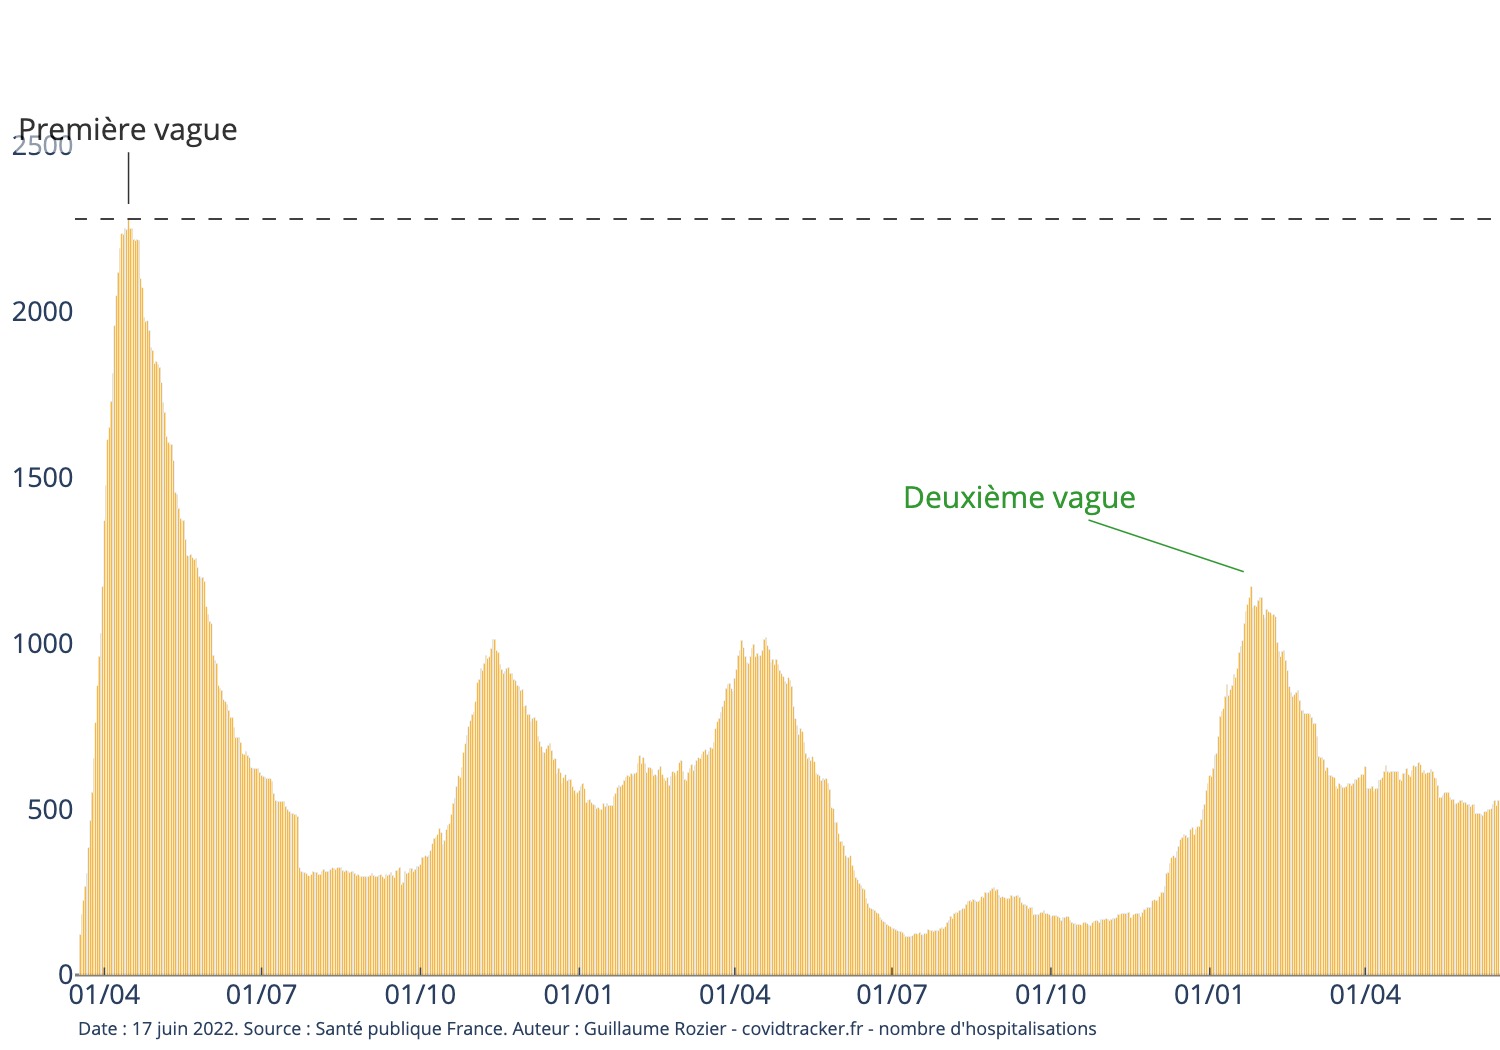 Première vague
2500
2000
1500
Deuxième vague
1000
500
0
01/04 01/07 01/10 01/01 01/04 01/07 01/10 01/01 01/04
Date : 17 juin 2022. Source : Santé publique France. Auteur : Guillaume Rozier - covidtracker.fr - nombre d'hospitalisations